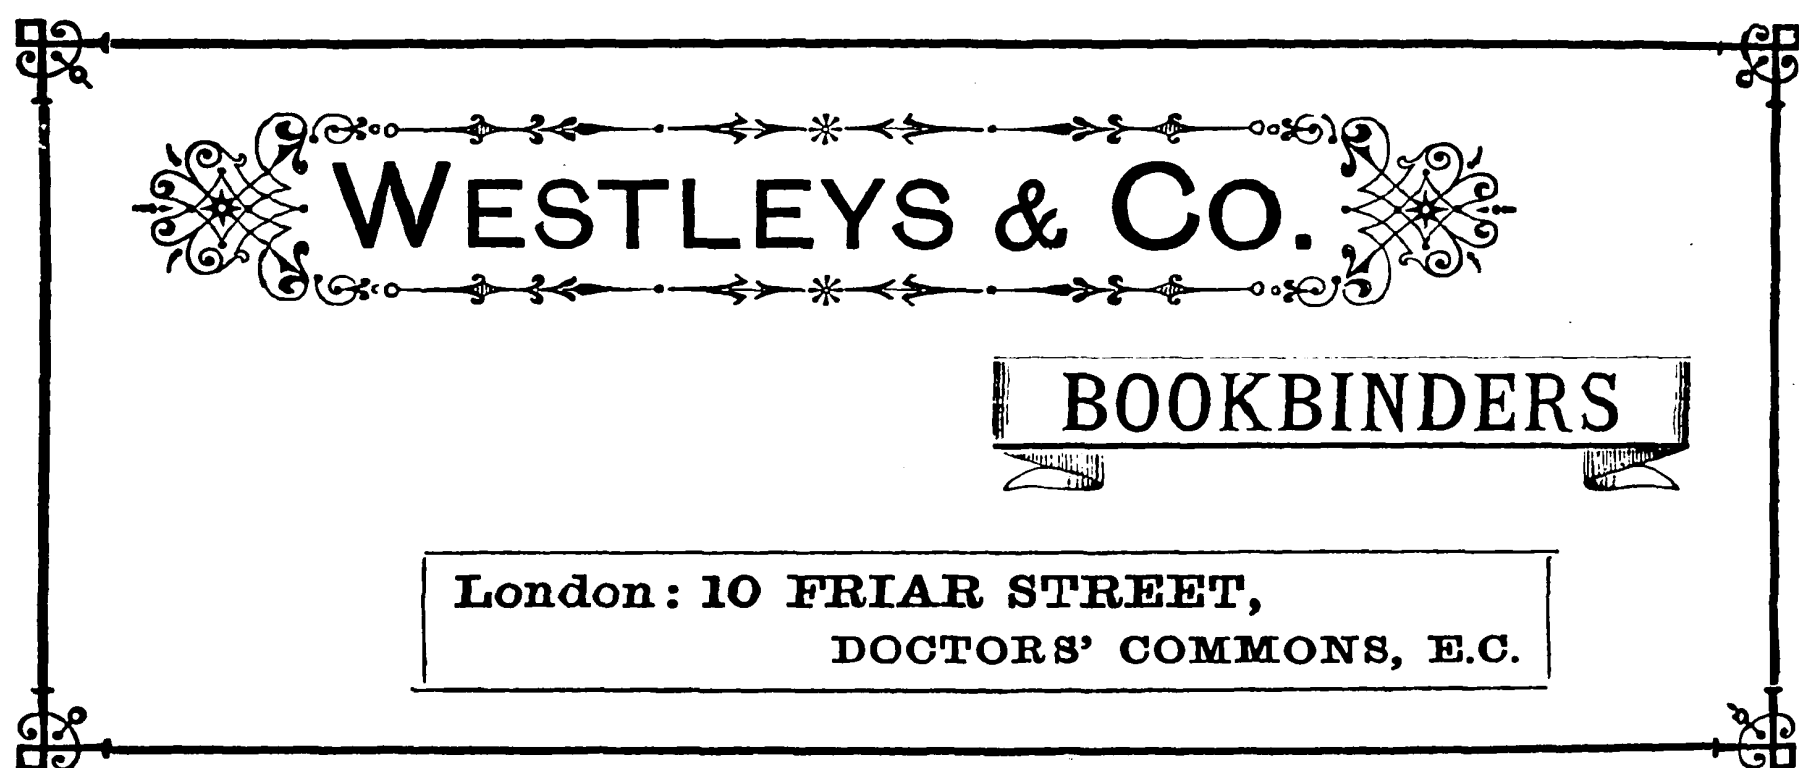 WESTLEYS & CO.
BOOKBINDERS
London: 10 FRIAR STREET,
DOCTORS' COMMONS, E.C.